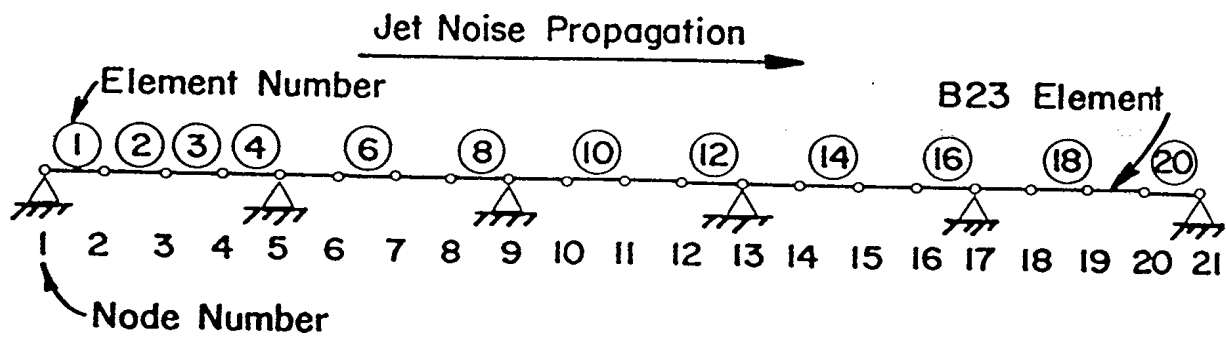 Jet Noise Propagation
Element Number
B23 Element
1 2 3 4 6 8 10 12 14 16 18 20
1 2 3 4 5 6 7 8 9 10 11 12 13 14 15 16 17 18 19 20 21
Node Number